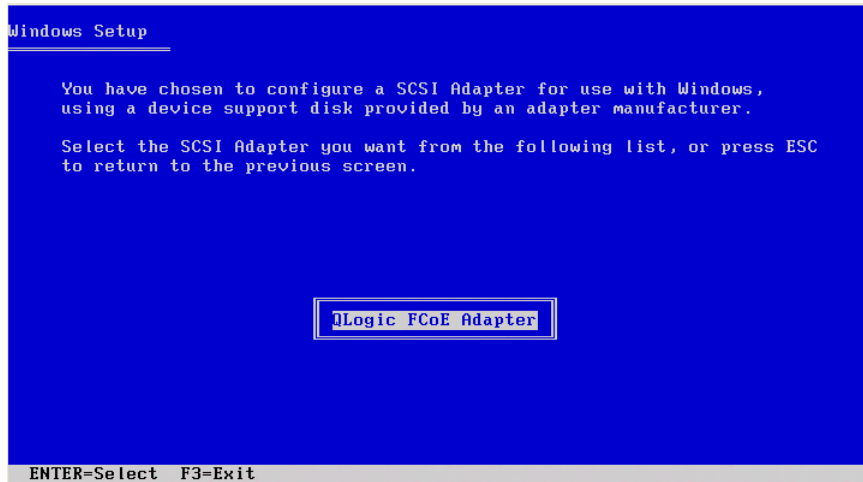 Windows Setup
You have chosen to configure a SCSI Adapter for use with Windows,
using a device support disk provided by an adapter manufacturer.
Select the SCSI Adapter you want from the following list, or press ESC
to return to the previous screen.
QLogic FCoE Adapter
ENTER=Select  F3=Exit